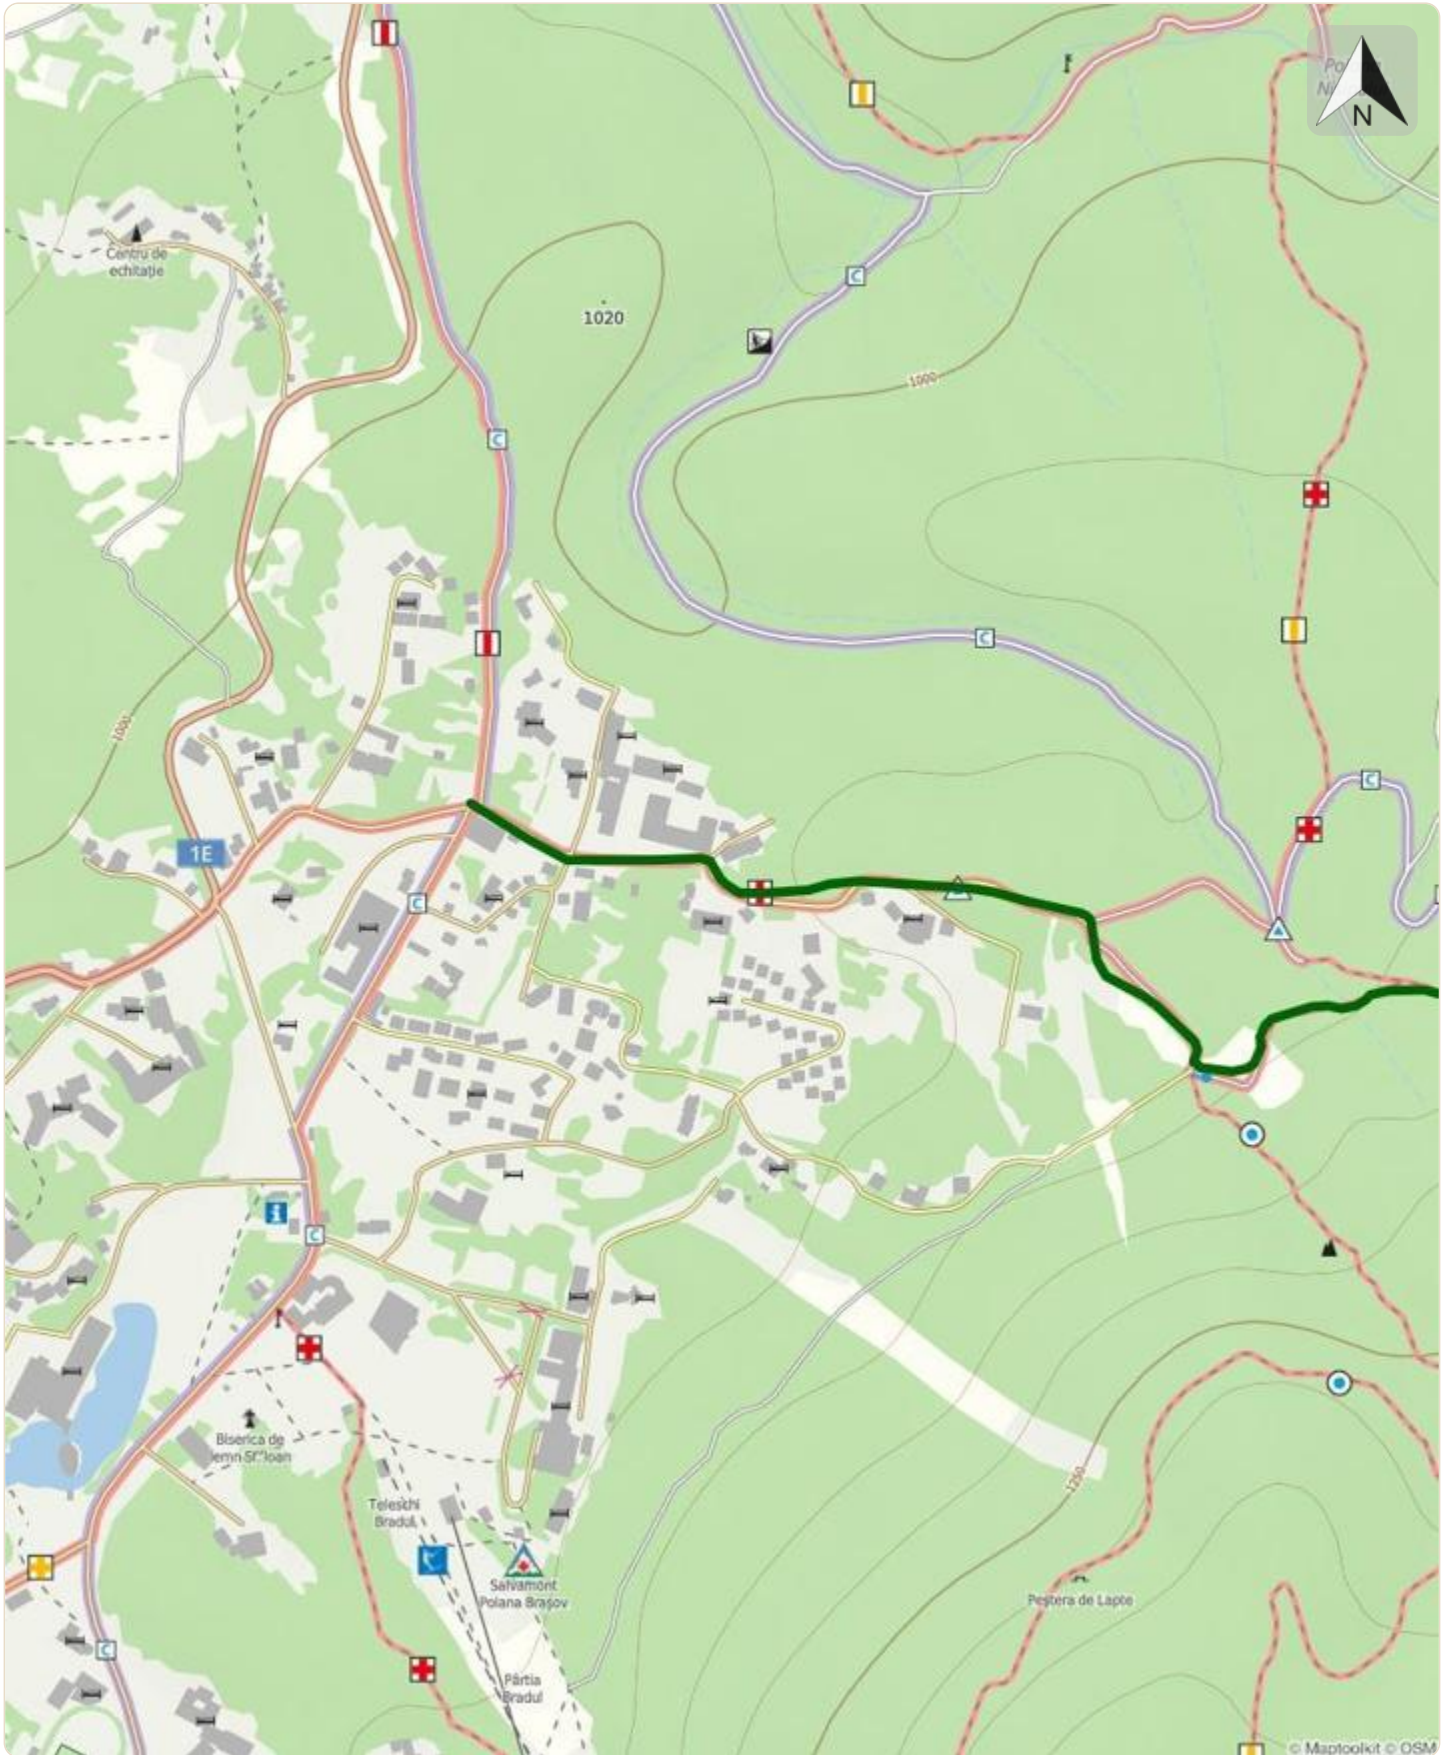 N
Centru de
echitație
1020
1000
1000
1E
C
C
C
C
C
C
C
i
Biserica de
lemn Sf. Ioan
Teleschi
Bradul
Salvamont
Poiana Brașov
Pârtia
Bradul
1250
Peștera de Lapte
© Maptoolkit © OSM